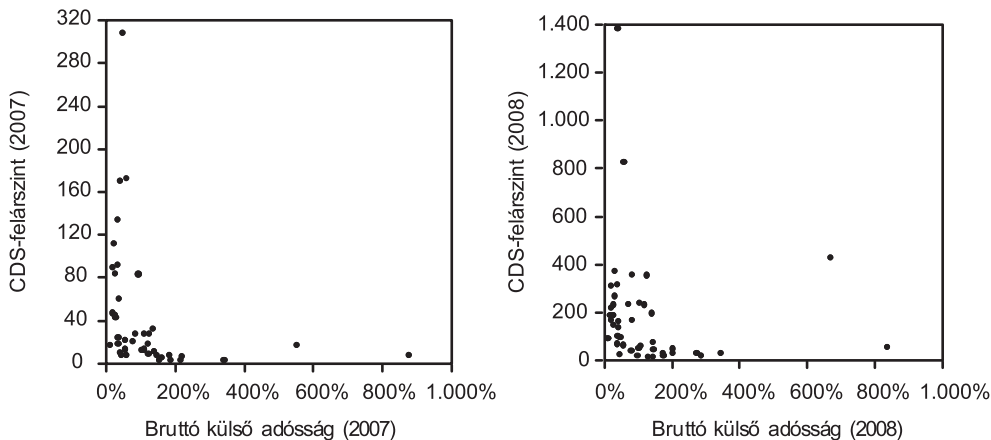 320
280
240
200
160
120
80
40
0
CDS-felárszint (2007)
0% 200% 400% 600% 800% 1.000%
Bruttó külső adósság (2007)
1.400
1.200
1.000
800
600
400
200
0
CDS-felárszint (2008)
0% 200% 400% 600% 800% 1.000%
Bruttó külső adósság (2008)